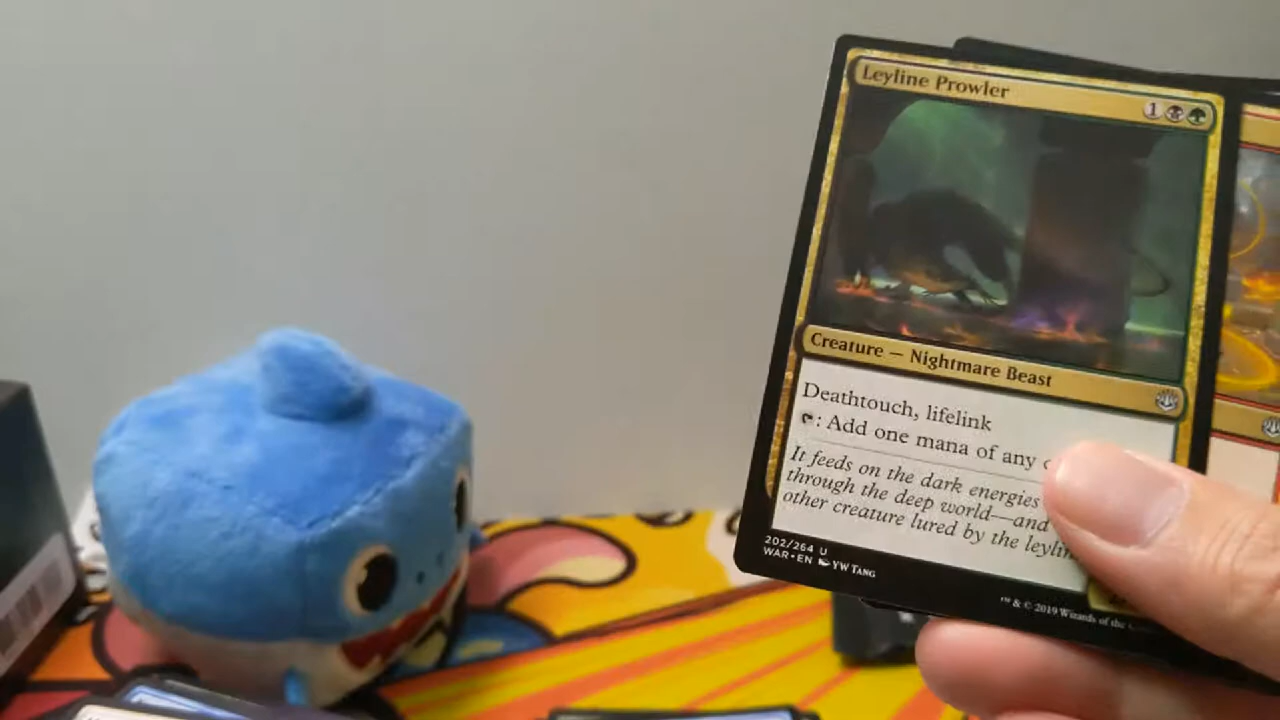 Leyline Prowler
1
Creature — Nightmare Beast
Deathtouch, lifelink
: Add one mana of any
It feeds on the dark energies
through the deep world—and
other creature lured by the leylin
202/264 U
WAR • EN YW Tang
™ & © 2019 Wizards of the